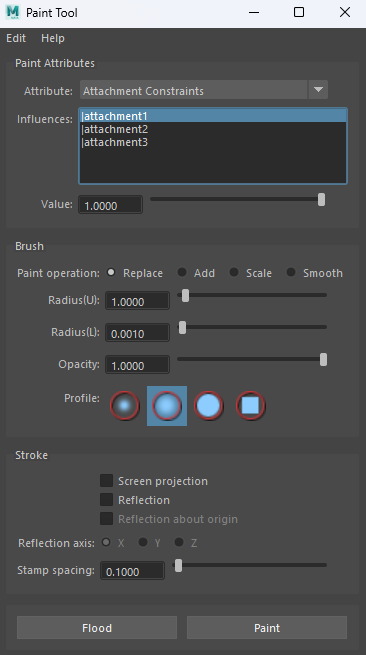 Paint Tool
Edit Help
Paint Attributes
Attribute: Attachment Constraints
Influences: |attachment1
|attachment2
|attachment3
Value: 1.0000
Brush
Paint operation: Replace Add Scale Smooth
Radius(U): 1.0000
Radius(L): 0.0010
Opacity: 1.0000
Profile:
Stroke
Screen projection
Reflection
Reflection about origin
Reflection axis: X Y Z
Stamp spacing: 0.1000
Flood Paint